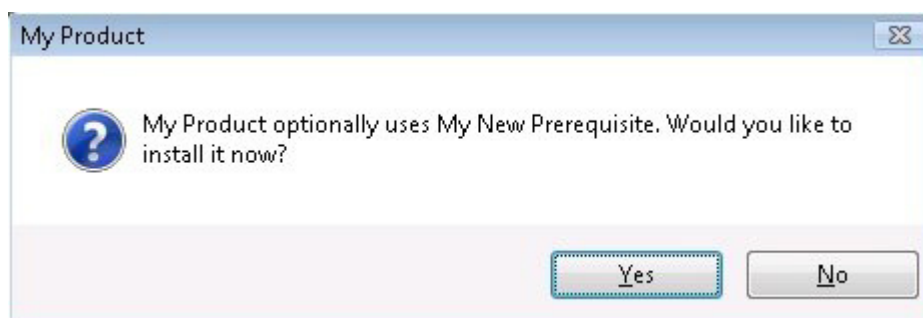 My Product
My Product optionally uses My New Prerequisite. Would you like to
install it now?
Yes
No